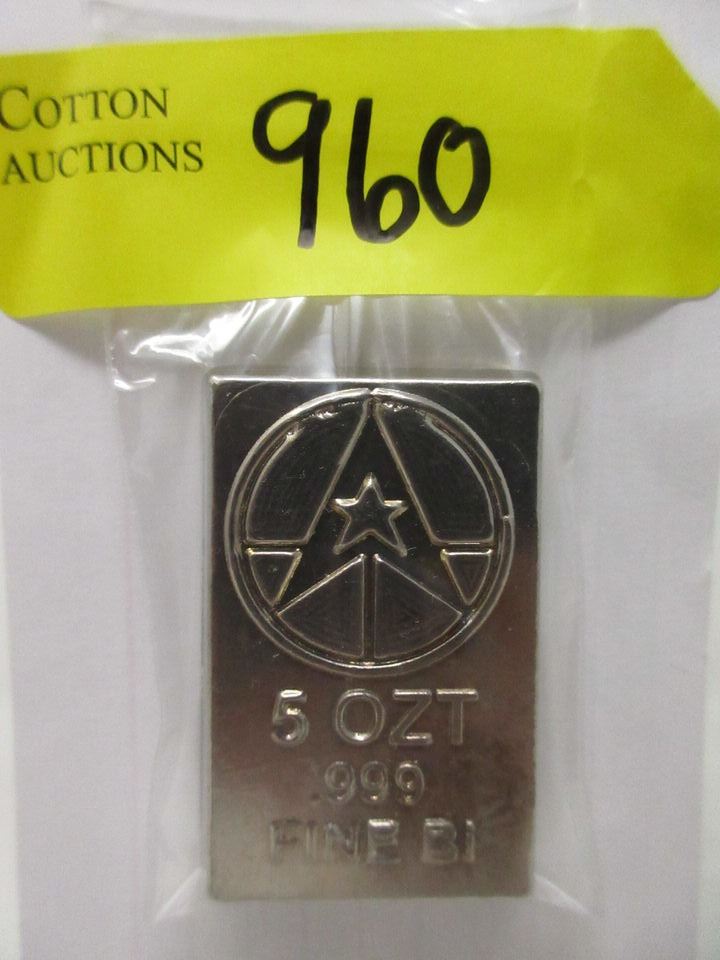 COTTON
AUCTIONS
960
5 OZT
.999
FINE BI